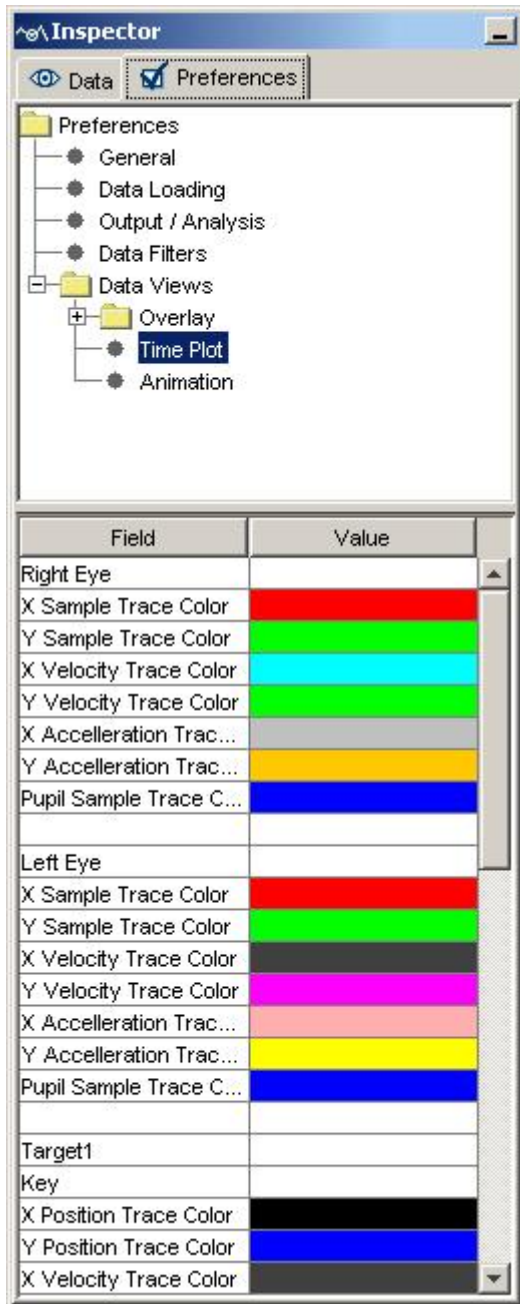 Inspector
Data Preferences
Preferences
General
Data Loading
Output / Analysis
Data Filters
Data Views
Overlay
Time Plot
Animation
Field Value
Right Eye
X Sample Trace Color
Y Sample Trace Color
X Velocity Trace Color
Y Velocity Trace Color
X Accelleration Trac...
Y Accelleration Trac...
Pupil Sample Trace C...
Left Eye
X Sample Trace Color
Y Sample Trace Color
X Velocity Trace Color
Y Velocity Trace Color
X Accelleration Trac...
Y Accelleration Trac...
Pupil Sample Trace C...
Target1
Key
X Position Trace Color
Y Position Trace Color
X Velocity Trace Color